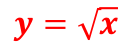 y = √x